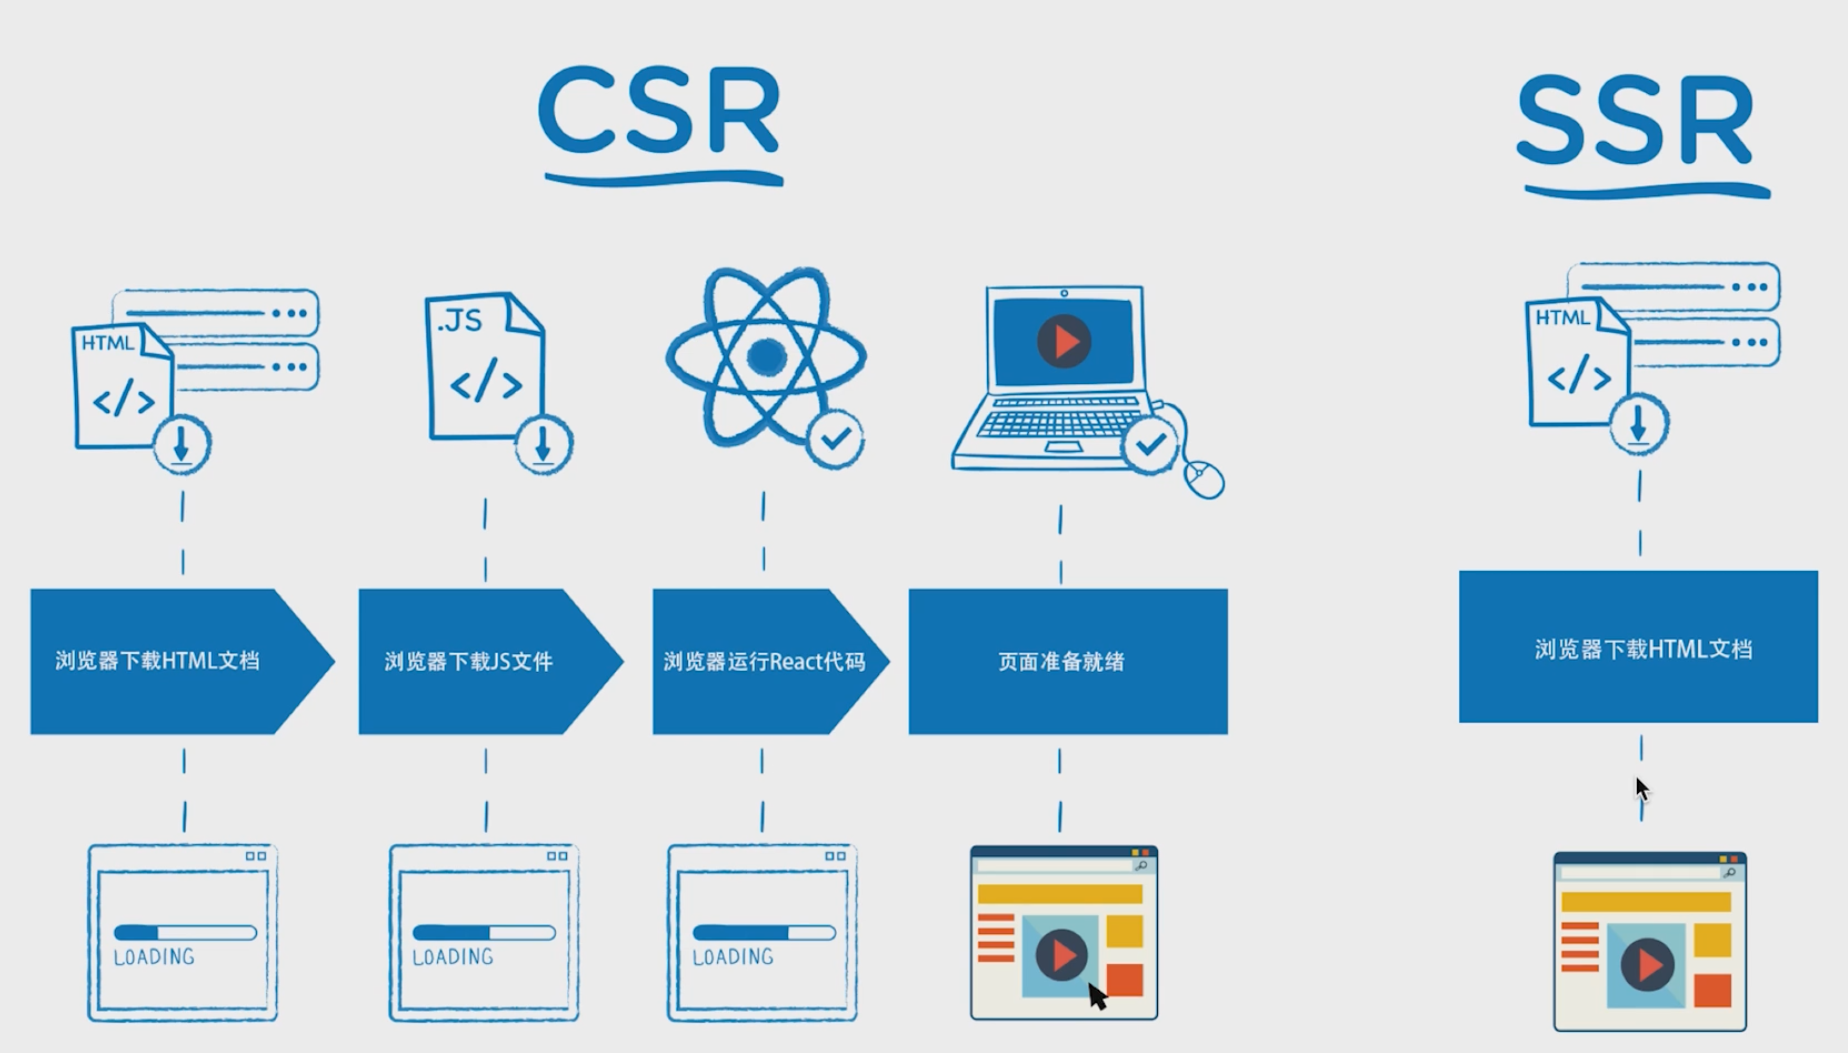 CSR
SSR
HTML
.JS
HTML
浏览器下载HTML文档
浏览器下载JS文件
浏览器运行React代码
页面准备就绪
浏览器下载HTML文档
LOADING
LOADING
LOADING